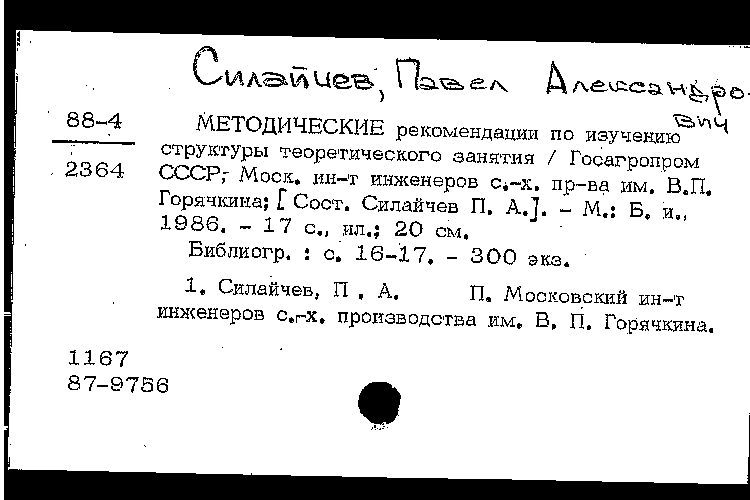 Силайчев, Павел Александро-
вич
88-4
2364
МЕТОДИЧЕСКИЕ рекомендации по изучению
структуры теоретического занятия / Госагропром
СССР, Моск. ин-т инженеров с.-х. пр-ва им. В.П.
Горячкина; [ Сост. Силайчев П. А.]. - М.: Б. и.,
1986. - 17 с., ил.; 20 см.
Библиогр. : с. 16-17. - 300 экз.
1. Силайчев, П . А. П. Московский ин-т
инженеров с.-х. производства им. В. П. Горячкина.
1167
87-9756